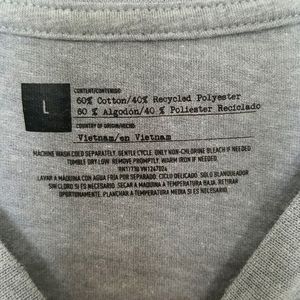 L
CONTENT/CONTENIDO:
60% Cotton/40% Recycled Polyester
60 % Algodón/40 % Poliester Reciclado
COUNTRY OF ORIGIN/HECHO:
Vietnam/en Vietnam
MACHINE WASH COLD SEPARATELY, GENTLE CYCLE. ONLY NON-CHLORINE BLEACH IF NEEDED
TUMBLE DRY LOW. REMOVE PROMPTLY. WARM IRON IF NEEDED.
LAVAR A MAQUINA CON AGUA FRÍA POR SEPARADO. CICLO DELICADO. SOLO BLANQUEADOR
SIN CLORO SI ES NECESARIO. SECAR A MAQUINA A TEMPERATURA BAJA. RETIRAR
OPORTUNAMENTE. PLANCHAR A TEMPERATURA MEDIA SI ES NECESARIO.